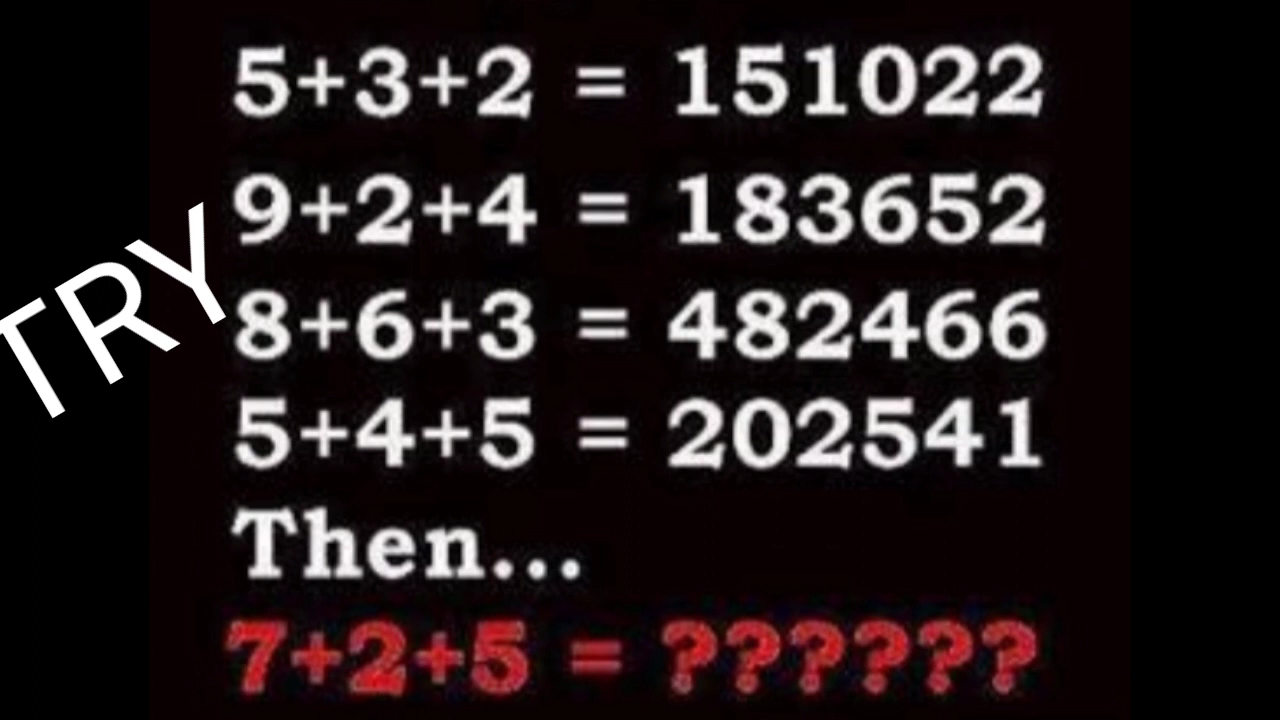 5+3+2 = 151022
9+2+4 = 183652
TRY
8+6+3 = 482466
5+4+5 = 202541
Then...
7+2+5 = ??????